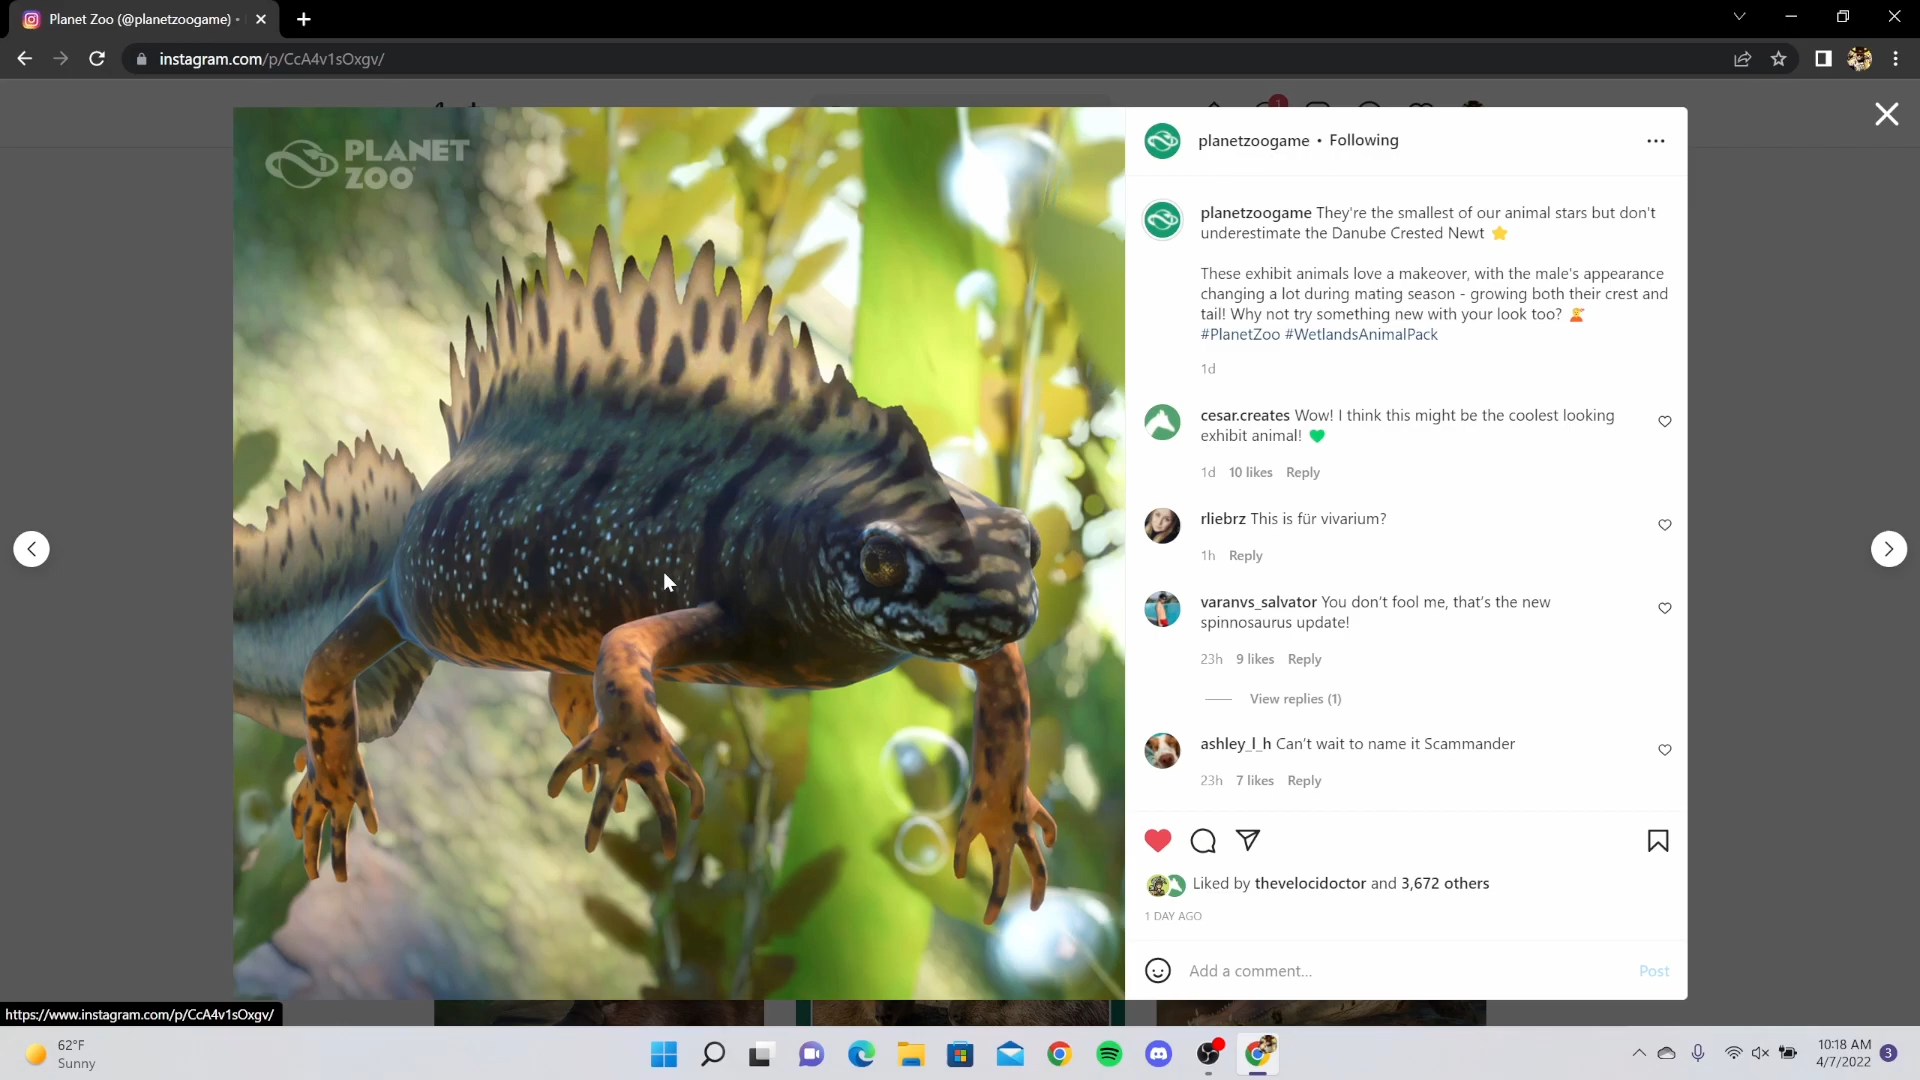 Planet Zoo (@planetzoogame) •
instagram.com/p/CcA4v1sOxgv/
1
PLANET
ZOO
planetzoogame • Following
planetzoogame They're the smallest of our animal stars but don't
underestimate the Danube Crested Newt
These exhibit animals love a makeover, with the male's appearance
changing a lot during mating season - growing both their crest and
tail! Why not try something new with your look too?
#PlanetZoo #WetlandsAnimalPack
1d
cesar.creates Wow! I think this might be the coolest looking
exhibit animal! 💚
1d 10 likes Reply
rliebrz This is für vivarium?
1h Reply
varanvs_salvator You don't fool me, that's the new
spinnosaurus update!
23h 9 likes Reply
View replies (1)
ashley_l_h Can't wait to name it Scammander
23h 7 likes Reply
Liked by thevelocidoctor and 3,672 others
1 DAY AGO
Add a comment...
Post
https://www.instagram.com/p/CcA4v1sOxgv/
62°F
Sunny
10:18 AM
4/7/2022
3